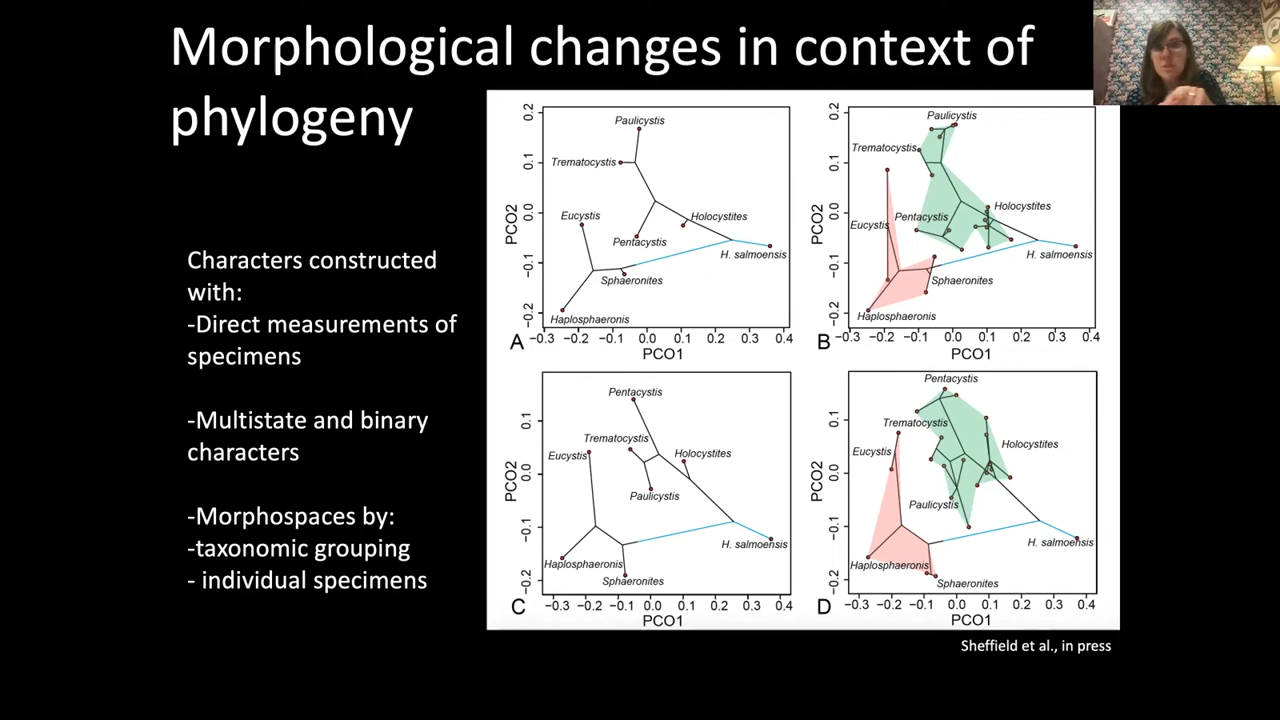 Morphological changes in context of
phylogeny
Characters constructed
with:
-Direct measurements of
specimens
-Multistate and binary
characters
-Morphospaces by:
-taxonomic grouping
- individual specimens
0.2
0.1
0.0
−0.1
−0.2
PCO2
Paulicystis
Trematocystis
Eucystis
Holocystites
Pentacystis
H. salmoensis
Sphaeronites
Haplosphaeronis
−0.3 −0.2 −0.1 0.0 0.1 0.2 0.3 0.4
A
PCO1
0.2
0.1
0.0
−0.1
−0.2
PCO2
Paulicystis
Trematocystis
Holocystites
Pentacystis
Eucystis
H. salmoensis
Sphaeronites
Haplosphaeronis
−0.3 −0.2 −0.1 0.0 0.1 0.2 0.3 0.4
B
PCO1
0.1
0.0
−0.1
−0.2
PCO2
Pentacystis
Trematocystis
Eucystis
Holocystites
Paulicystis
H. salmoensis
Haplosphaeronis
Sphaeronites
−0.3 −0.2 −0.1 0.0 0.1 0.2 0.3 0.4
C
PCO1
0.1
0.0
−0.1
−0.2
PCO2
Pentacystis
Trematocystis
Holocystites
Eucystis
Paulicystis
H. salmoensis
Haplosphaeronis
Sphaeronites
−0.3 −0.2 −0.1 0.0 0.1 0.2 0.3 0.4
D
PCO1
Sheffield et al., in press